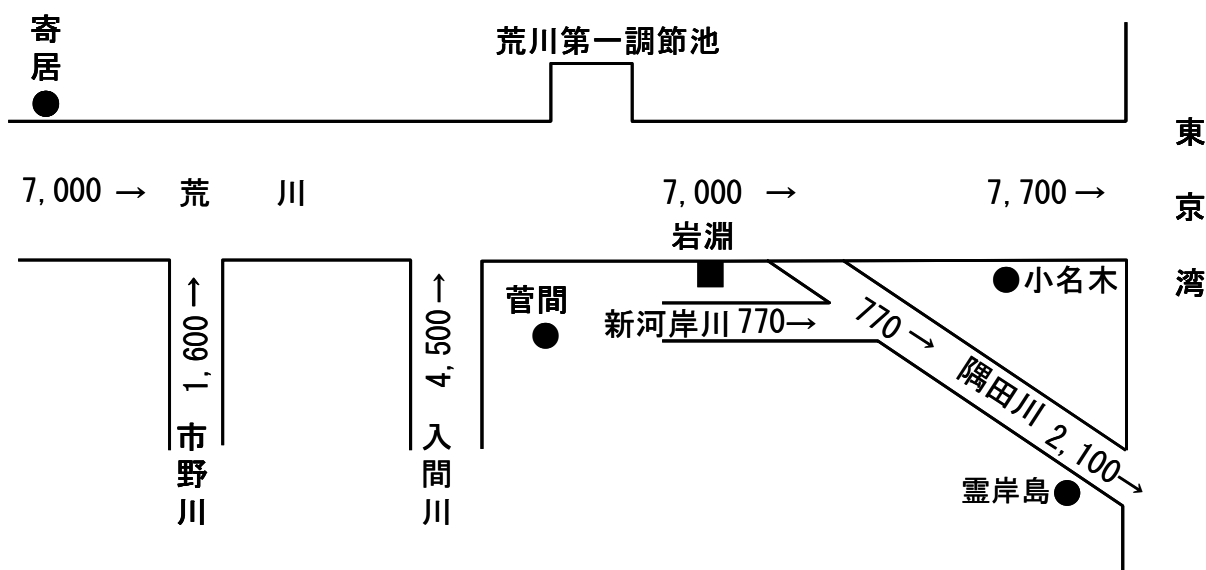 寄居
荒川第一調節池
東京湾
7,000 → 荒川
7,000 →
7,700 →
岩淵
小名木
菅間
新河岸川 770→
770→
隅田川 2,100→
1,600→
市野川
4,500→
入間川
霊岸島